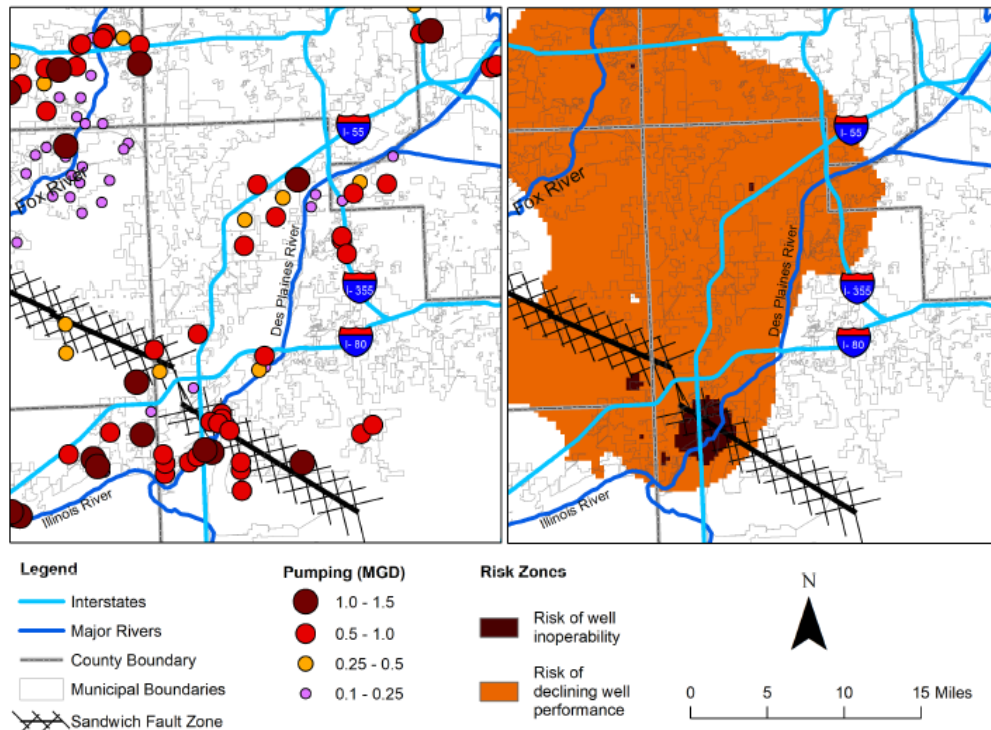 I- 55
Fox River
Des Plaines River
I- 355
I- 80
Illinois River
I- 55
Fox River
Des Plaines River
I- 355
I- 80
Illinois River
Legend
Interstates
Major Rivers
County Boundary
Municipal Boundaries
Sandwich Fault Zone
Pumping (MGD)
1.0 - 1.5
0.5 - 1.0
0.25 - 0.5
0.1 - 0.25
Risk Zones
Risk of well
inoperability
Risk of
declining well
performance
N
0 5 10 15 Miles